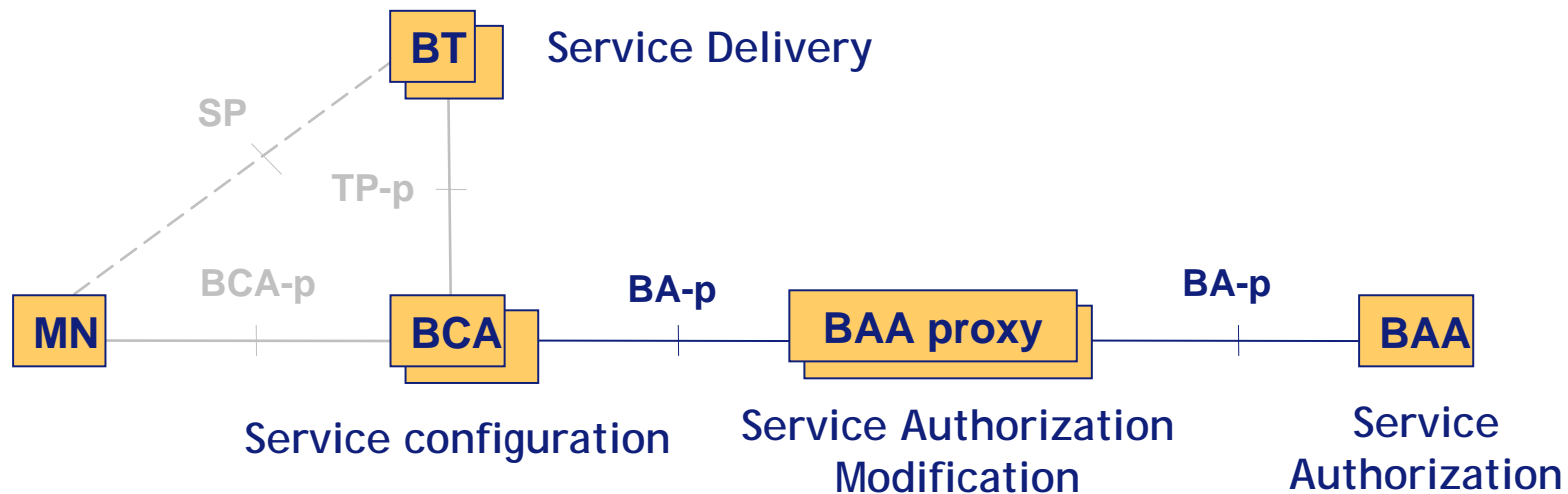 BT
Service Delivery
SP
TP-p
BCA-p
BA-p
BA-p
MN
BCA
BAA proxy
BAA
Service configuration
Service Authorization
Modification
Service
Authorization